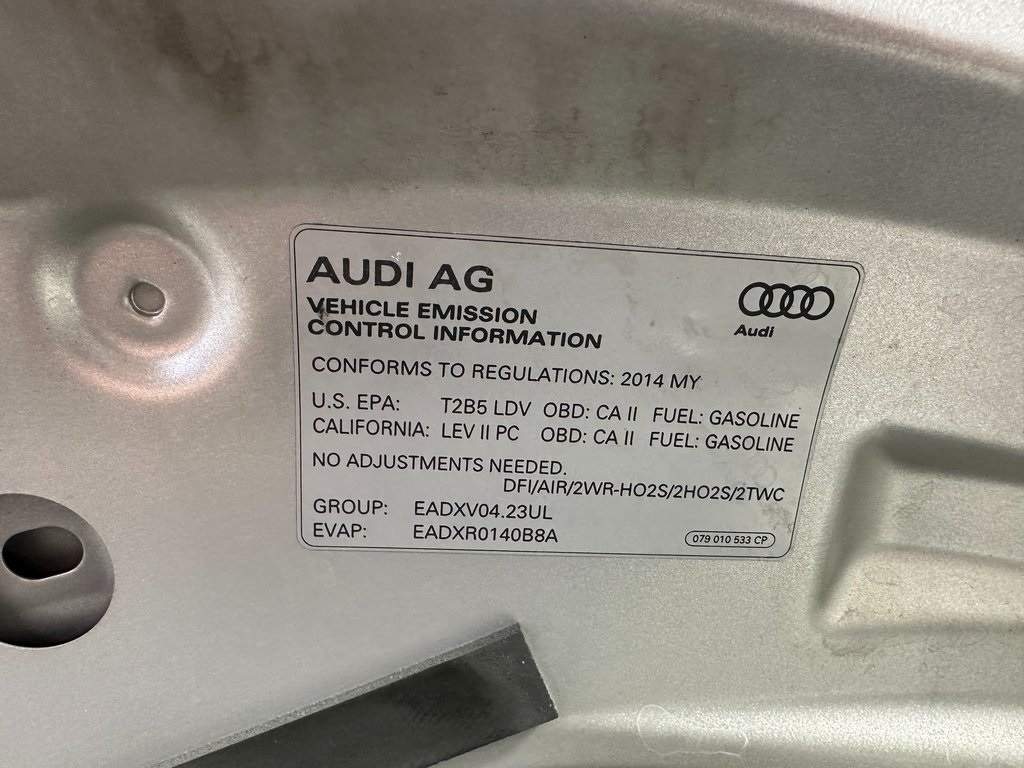 AUDI AG
VEHICLE EMISSION
CONTROL INFORMATION
Audi
CONFORMS TO REGULATIONS: 2014 MY
U.S. EPA: T2B5 LDV OBD: CA II FUEL: GASOLINE
CALIFORNIA: LEV II PC OBD: CA II FUEL: GASOLINE
NO ADJUSTMENTS NEEDED.
DFI/AIR/2WR-HO2S/2HO2S/2TWC
GROUP: EADXV04.23UL
EVAP: EADXR0140B8A
079 010 533 CP